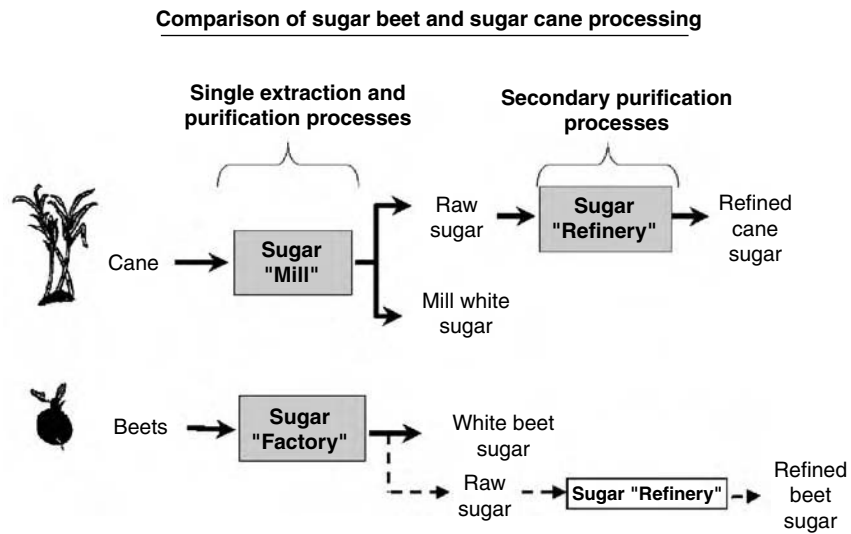 Comparison of sugar beet and sugar cane processing
Single extraction and
purification processes
Secondary purification
processes
Cane
Sugar
"Mill"
Raw
sugar
Sugar
"Refinery"
Refined
cane
sugar
Mill white
sugar
Beets
Sugar
"Factory"
White beet
sugar
Raw
sugar
Sugar "Refinery"
Refined
beet
sugar